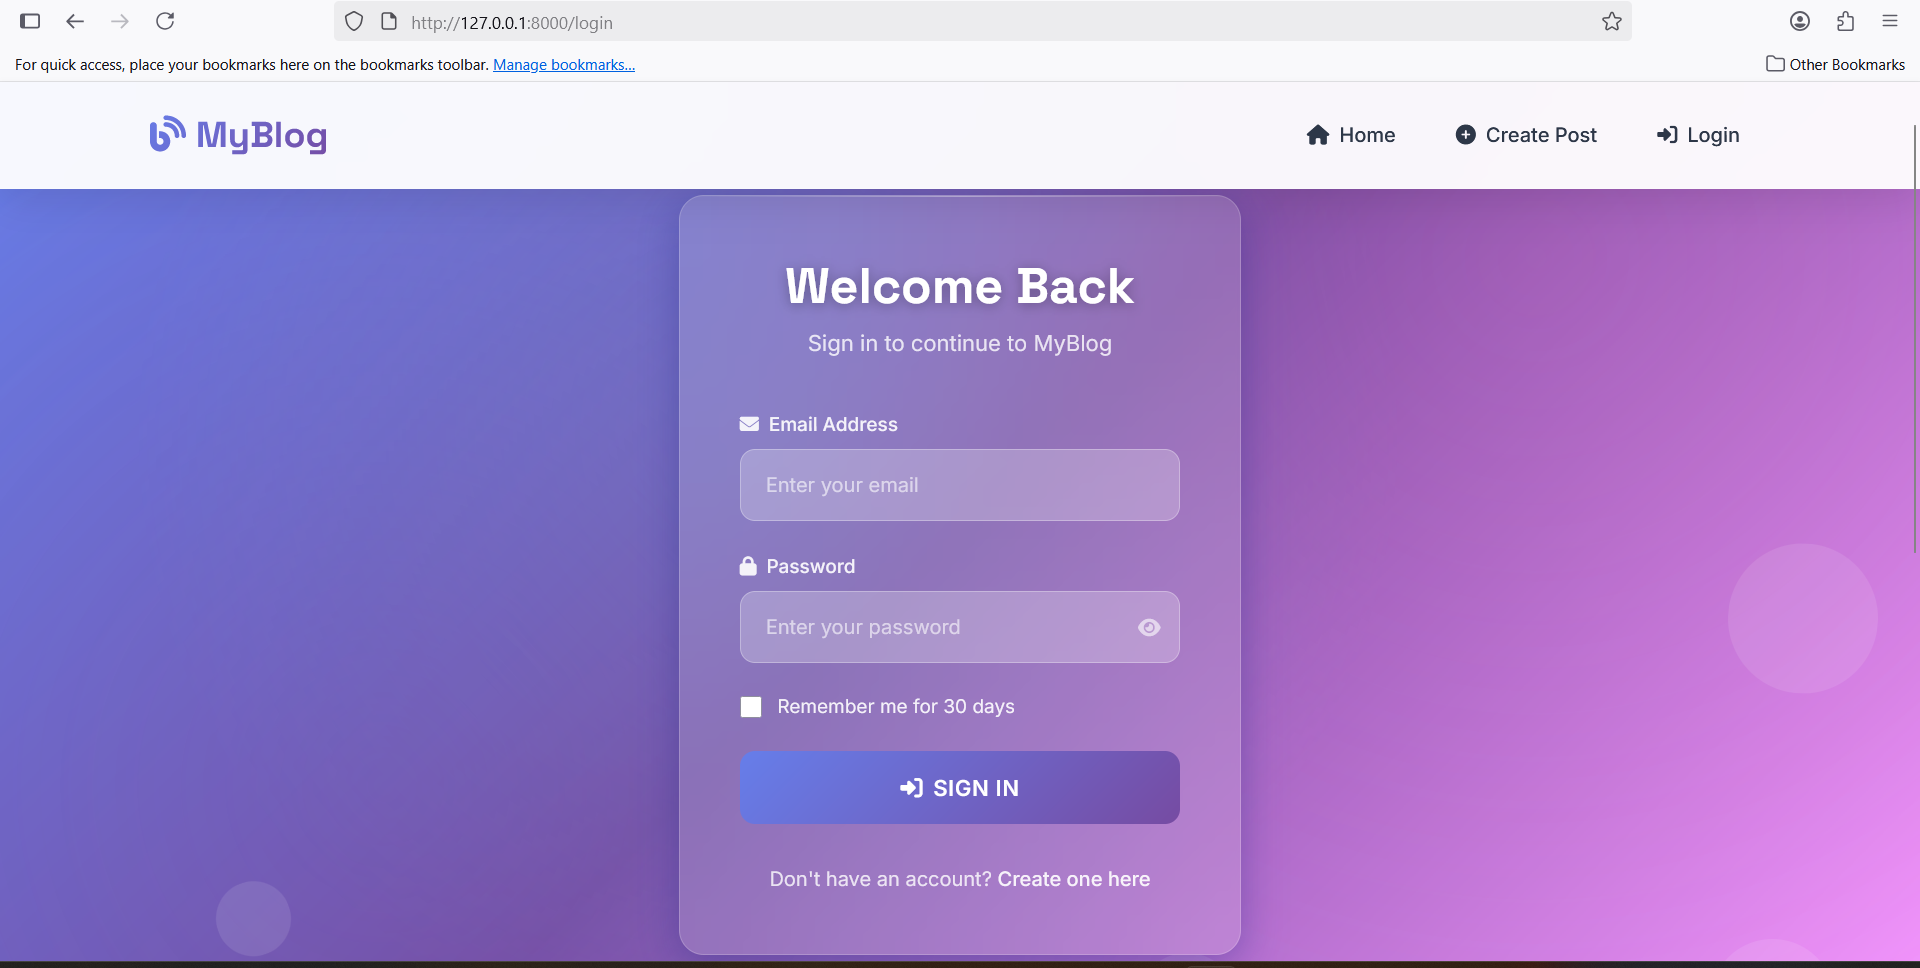 http://127.0.0.1:8000/login
For quick access, place your bookmarks here on the bookmarks toolbar. Manage bookmarks...
Other Bookmarks
MyBlog
Home
Create Post
Login
Welcome Back
Sign in to continue to MyBlog
Email Address
Enter your email
Password
Enter your password
Remember me for 30 days
SIGN IN
Don't have an account? Create one here